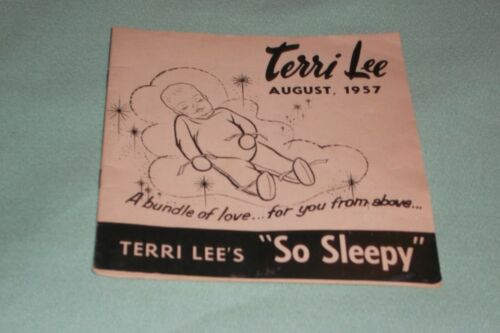 Terri Lee
AUGUST, 1957
A bundle of love... for you from above...
TERRI LEE'S "So Sleepy"